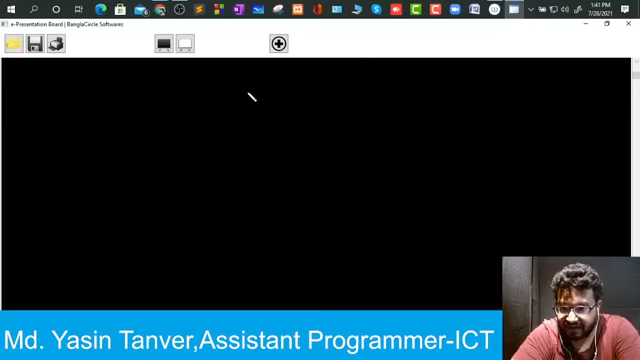 1:41 PM
7/28/2021
e-Presentation Board | BanglaCircle Softwares
Md. Yasin Tanver,Assistant Programmer-ICT